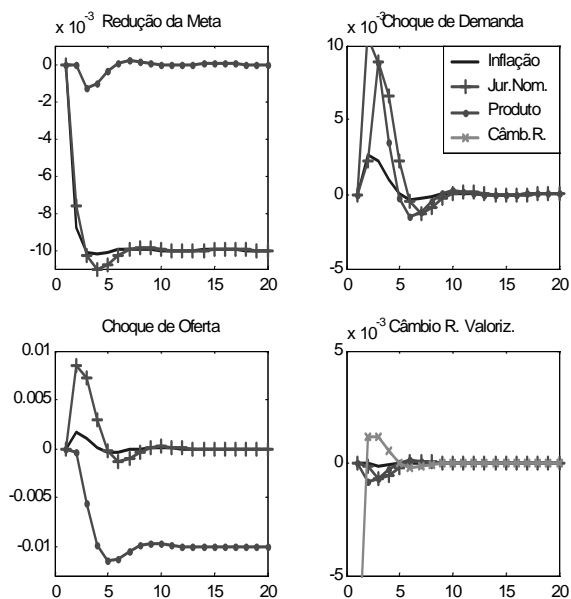 x 10⁻³ Redução da Meta
0
-2
-4
-6
-8
-10
0 5 10 15 20
x 10⁻³ Choque de Demanda
10
5
0
-5
0 5 10 15 20
Inflação
Jur.Nom.
Produto
Câmb.R.
Choque de Oferta
0.01
0.005
0
-0.005
-0.01
0 5 10 15 20
x 10⁻³ Câmbio R. Valoriz.
5
0
-5
0 5 10 15 20